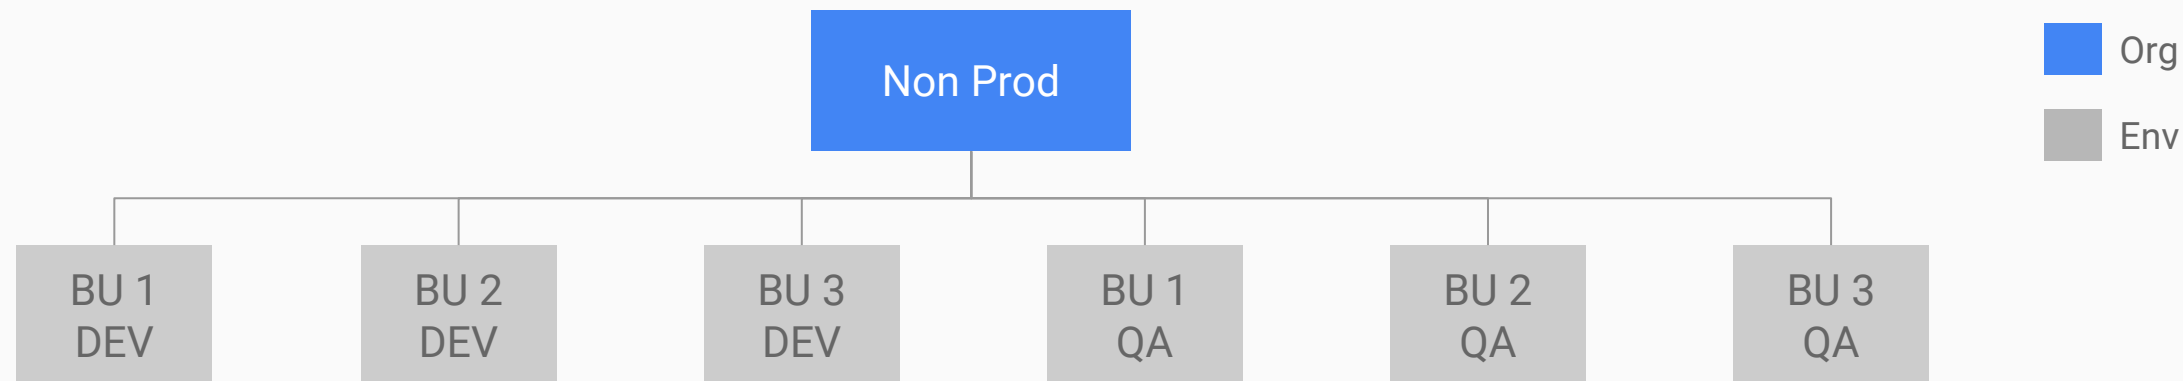 Non Prod
Org
Env
BU 1
DEV
BU 2
DEV
BU 3
DEV
BU 1
QA
BU 2
QA
BU 3
QA